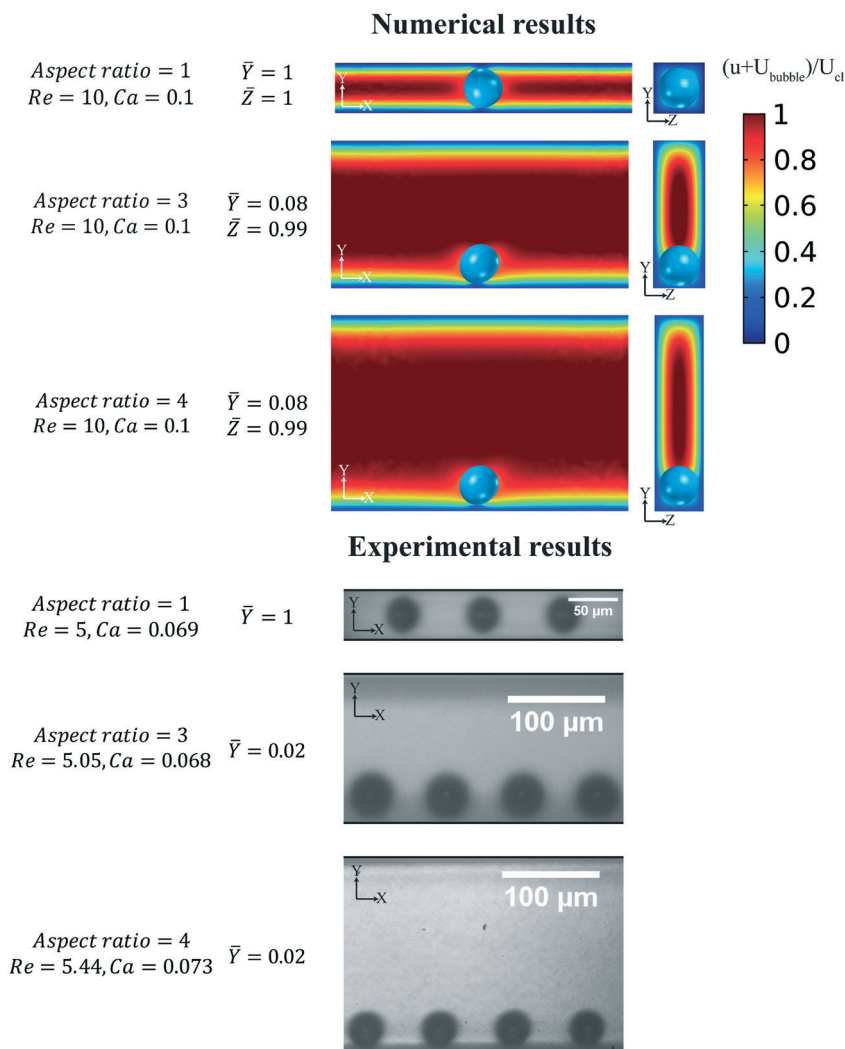 Numerical results
Aspect ratio = 1
Re = 10, Ca = 0.1
Ȳ = 1
Z̄ = 1
Y
X
Y
Z
(u+U_bubble)/U_cl
1
0.8
0.6
0.4
0.2
0
Aspect ratio = 3
Re = 10, Ca = 0.1
Ȳ = 0.08
Z̄ = 0.99
Y
X
Y
Z
Aspect ratio = 4
Re = 10, Ca = 0.1
Ȳ = 0.08
Z̄ = 0.99
Y
X
Y
Z
Experimental results
Aspect ratio = 1
Re = 5, Ca = 0.069
Ȳ = 1
Y
X
50 μm
Aspect ratio = 3
Re = 5.05, Ca = 0.068
Ȳ = 0.02
Y
X
100 μm
Aspect ratio = 4
Re = 5.44, Ca = 0.073
Ȳ = 0.02
Y
X
100 μm